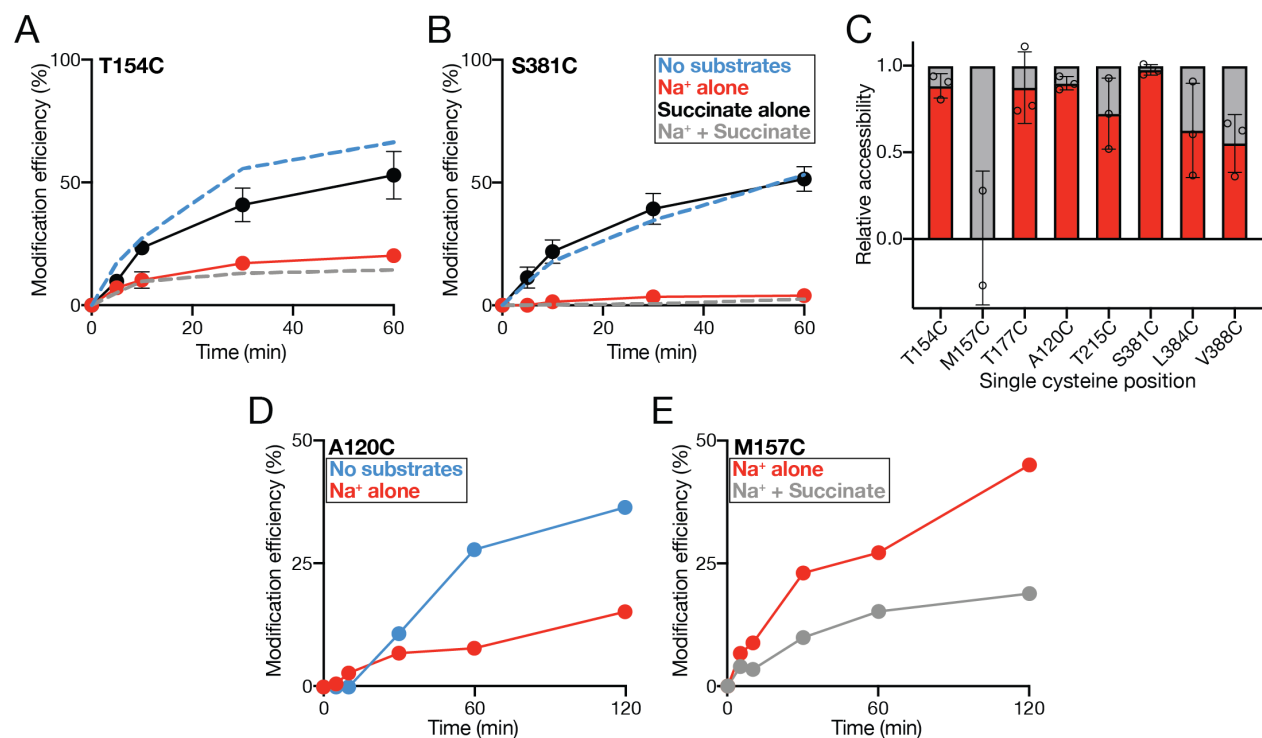 A
T154C
Modification efficiency (%)
100
50
0
0
20
40
60
Time (min)
B
S381C
No substrates
Na⁺ alone
Succinate alone
Na⁺ + Succinate
Modification efficiency (%)
100
50
0
0
20
40
60
Time (min)
C
Relative accessibility
1.0
0.5
0.0
T154C
M157C
T177C
A120C
T215C
S381C
L384C
V388C
Single cysteine position
D
A120C
No substrates
Na⁺ alone
Modification efficiency (%)
50
25
0
0
60
120
Time (min)
E
M157C
Na⁺ alone
Na⁺ + Succinate
Modification efficiency (%)
50
25
0
0
60
120
Time (min)